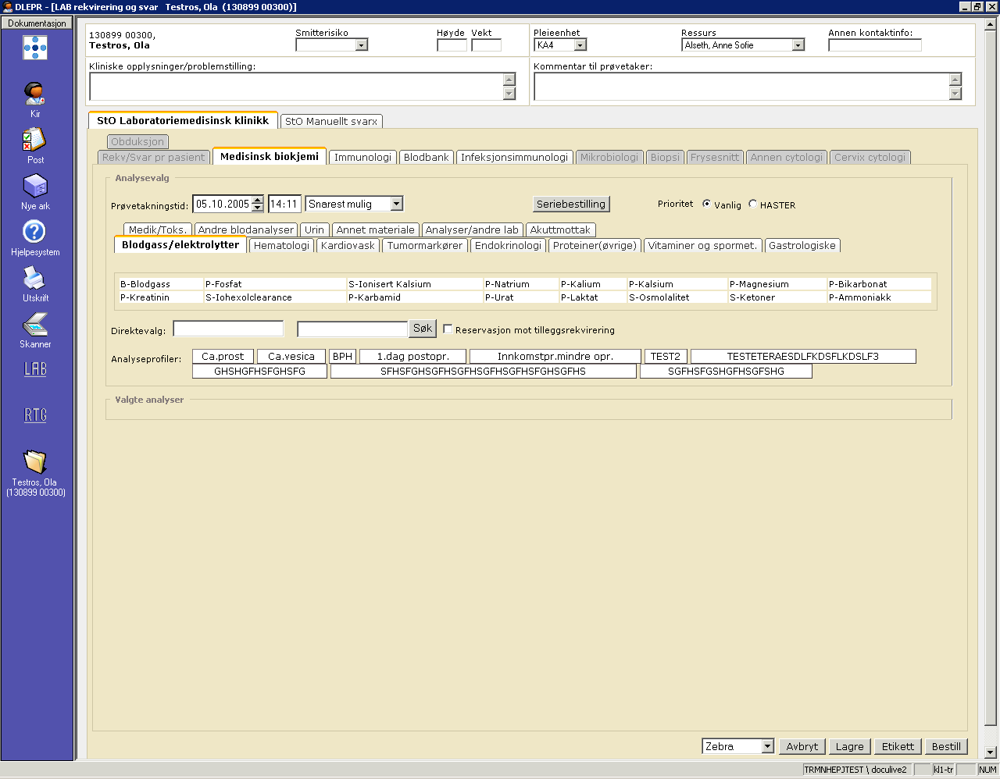 DLEPR - [LAB rekvirering og svar   Testros, Ola  (130899 00300)]
Dokumentasjon
Kir
Post
Nye ark
Hjelpesystem
Utskrift
Skanner
LAB
RTG
Testros, Ola
(130899 00300)
130899 00300,
Testros, Ola
Smitterisiko
Høyde Vekt
Pleieenhet
KA4
Ressurs
Alseth, Anne Sofie
Annen kontaktinfo:
Kliniske opplysninger/problemstilling:
Kommentar til prøvetaker:
StO Laboratoriemedisinsk klinikk StO Manuellt svarx
Obduksjon
Rekv/Svar pr pasient Medisinsk biokjemi Immunologi Blodbank Infeksjonsimmunologi Mikrobiologi Biopsi Frysesnitt Annen cytologi Cervix cytologi
Analysevalg
Prøvetakningstid: 05.10.2005 14:11 Snarest mulig Seriebestilling Prioritet Vanlig HASTER
Medik/Toks. Andre blodanalyser Urin Annet materiale Analyser/andre lab Akuttmottak
Blodgass/elektrolytter Hematologi Kardiovask Tumormarkører Endokrinologi Proteiner(øvrige) Vitaminer og spormet. Gastrologiske
B-Blodgass P-Fosfat S-Ionisert Kalsium P-Natrium P-Kalium P-Kalsium P-Magnesium P-Bikarbonat
P-Kreatinin S-Iohexolclearance P-Karbamid P-Urat P-Laktat S-Osmolalitet S-Ketoner P-Ammoniakk
Direktevalg: Søk Reservasjon mot tilleggsrekvirering
Analyseprofiler: Ca.prost Ca.vesica BPH 1.dag postopr. Innkomstpr.mindre opr. TEST2 TESTETERAESDLFKDSFLKDSLF3
GHSHGFHSFGHSFG SFHSFGHSGFHSGFHSGFHSGFHSFGHSGFHS SGFHSFGSHGFHSGFSHG
Valgte analyser
Zebra Avbryt Lagre Etikett Bestill
TRMNHEPJTEST \ doculive2 kl1-tr NUM